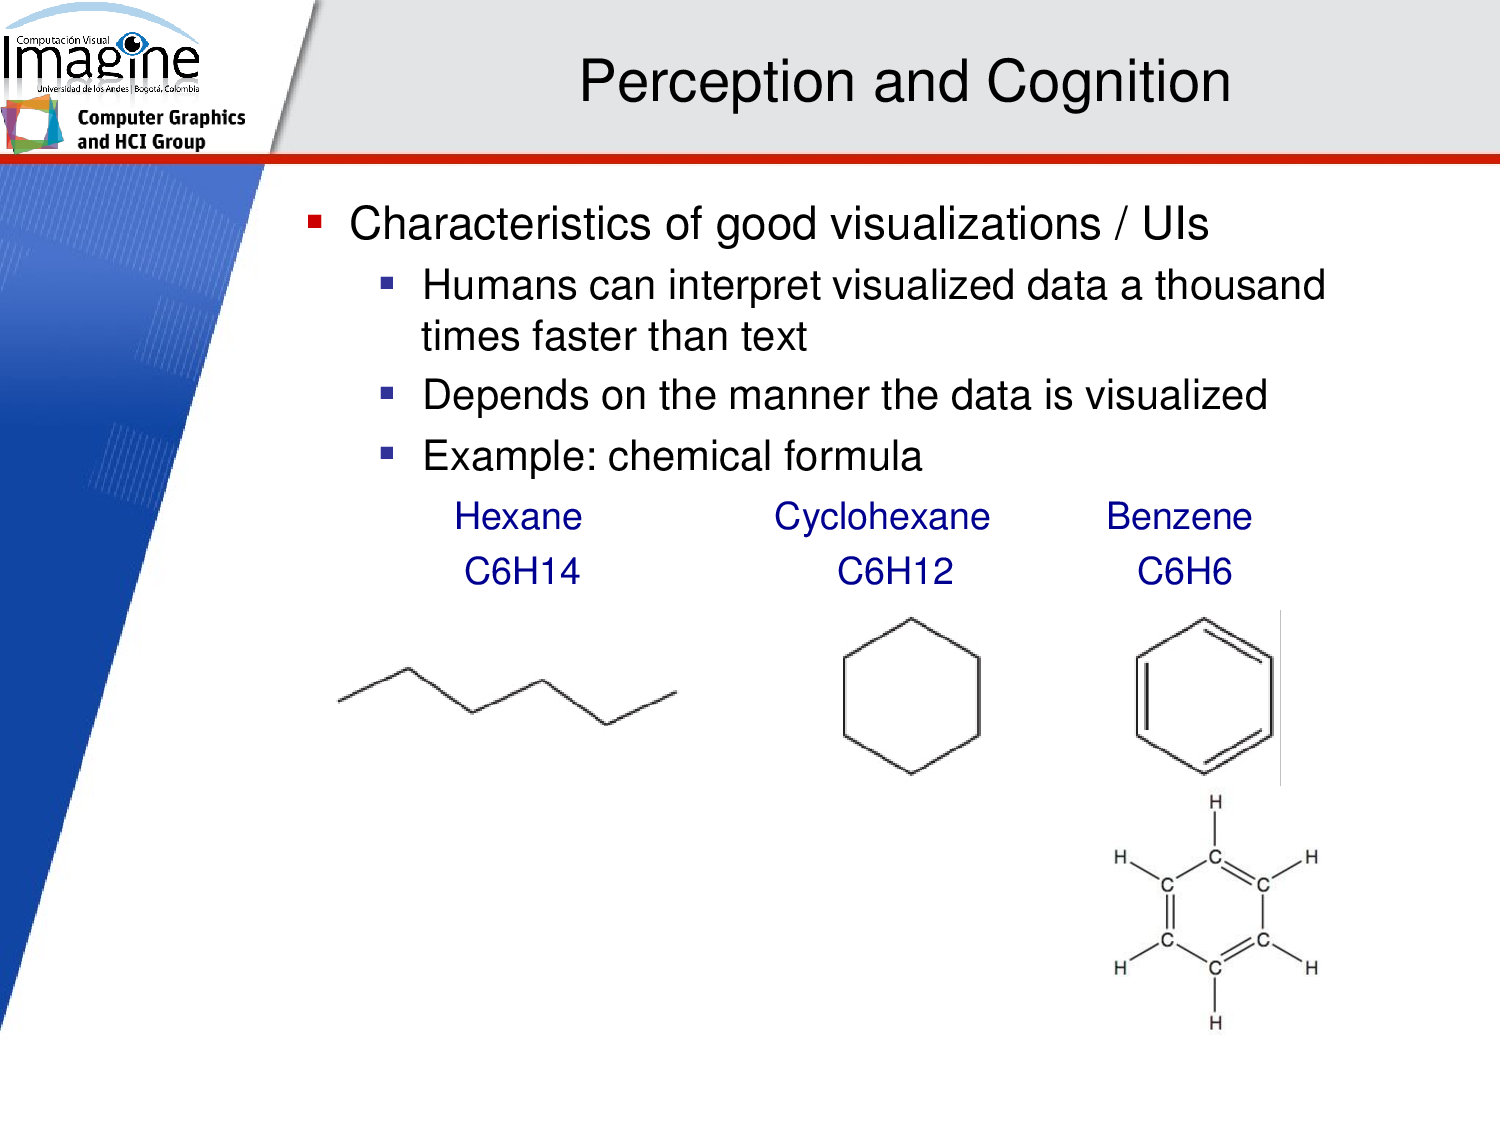 Computación Visual
Imagine
Universidad de los Andes | Bogotá, Colombia
Computer Graphics
and HCI Group
Perception and Cognition
Characteristics of good visualizations / UIs
Humans can interpret visualized data a thousand
times faster than text
Depends on the manner the data is visualized
Example: chemical formula
Hexane Cyclohexane Benzene
C6H14 C6H12 C6H6
H
H C H
C C
C C
H C H
H